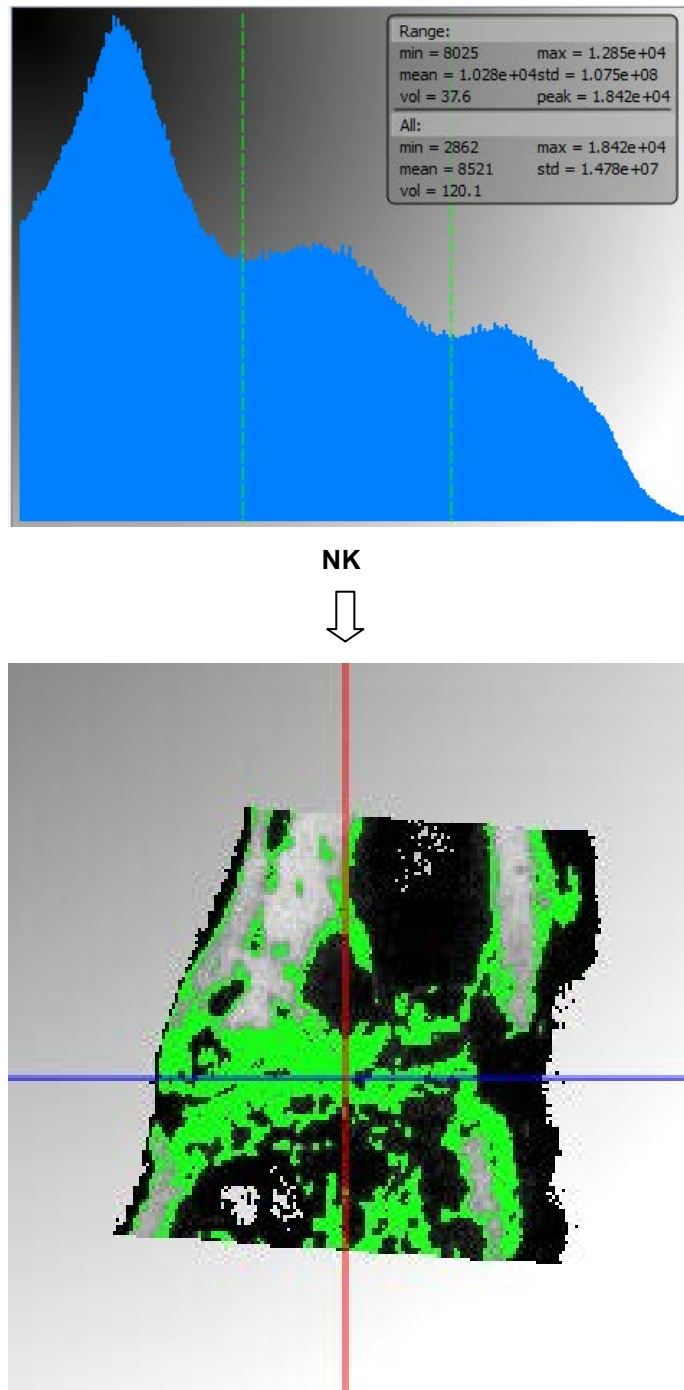 Range:
min = 8025 max = 1.285e+04
mean = 1.028e+04std = 1.075e+08
vol = 37.6 peak = 1.842e+04
All:
min = 2862 max = 1.842e+04
mean = 8521 std = 1.478e+07
vol = 120.1
NK